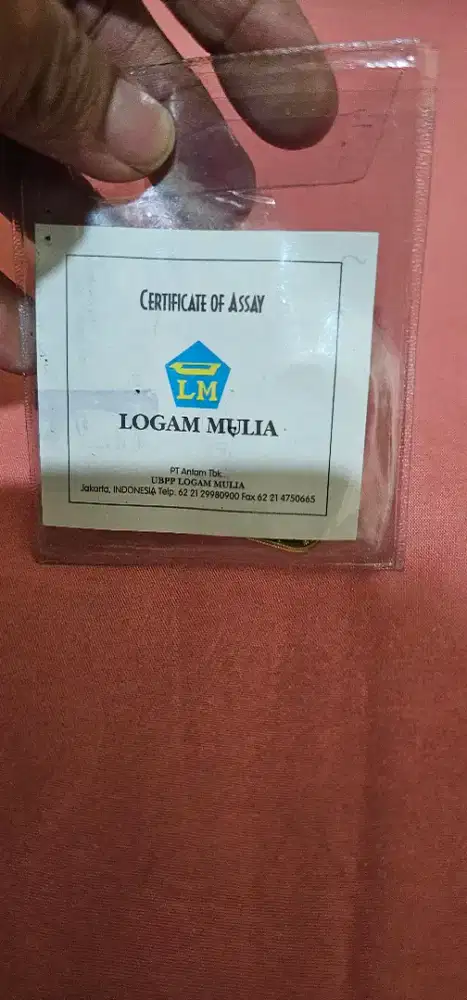 CERTIFICATE OF ASSAY
LM
LOGAM MULIA
PT Antam Tbk.
UBPP LOGAM MULIA
Jakarta, INDONESIA Telp. 62 21 29980900 Fax 62 21 4750665